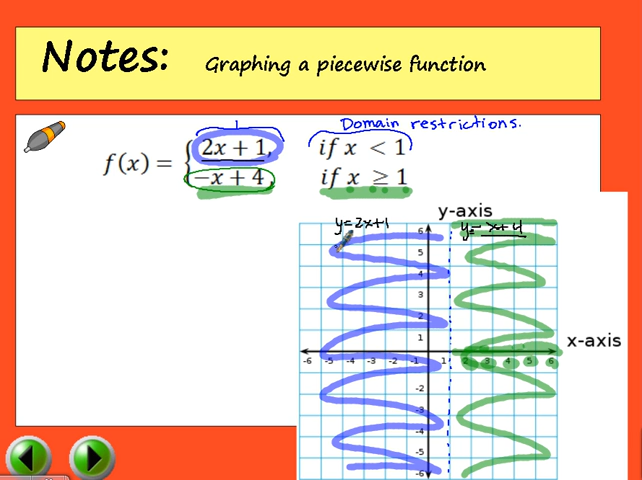 Notes: Graphing a piecewise function
Domain restrictions.
f(x) = { 2x + 1, if x < 1
−x + 4, if x ≥ 1
y-axis
y=2x+1 y=-x+4
6
5
4
3
2
1
x-axis
-6 -5 -4 -3 -2 -1 1 2 3 4 5 6
-2
-3
-4
-5
-6